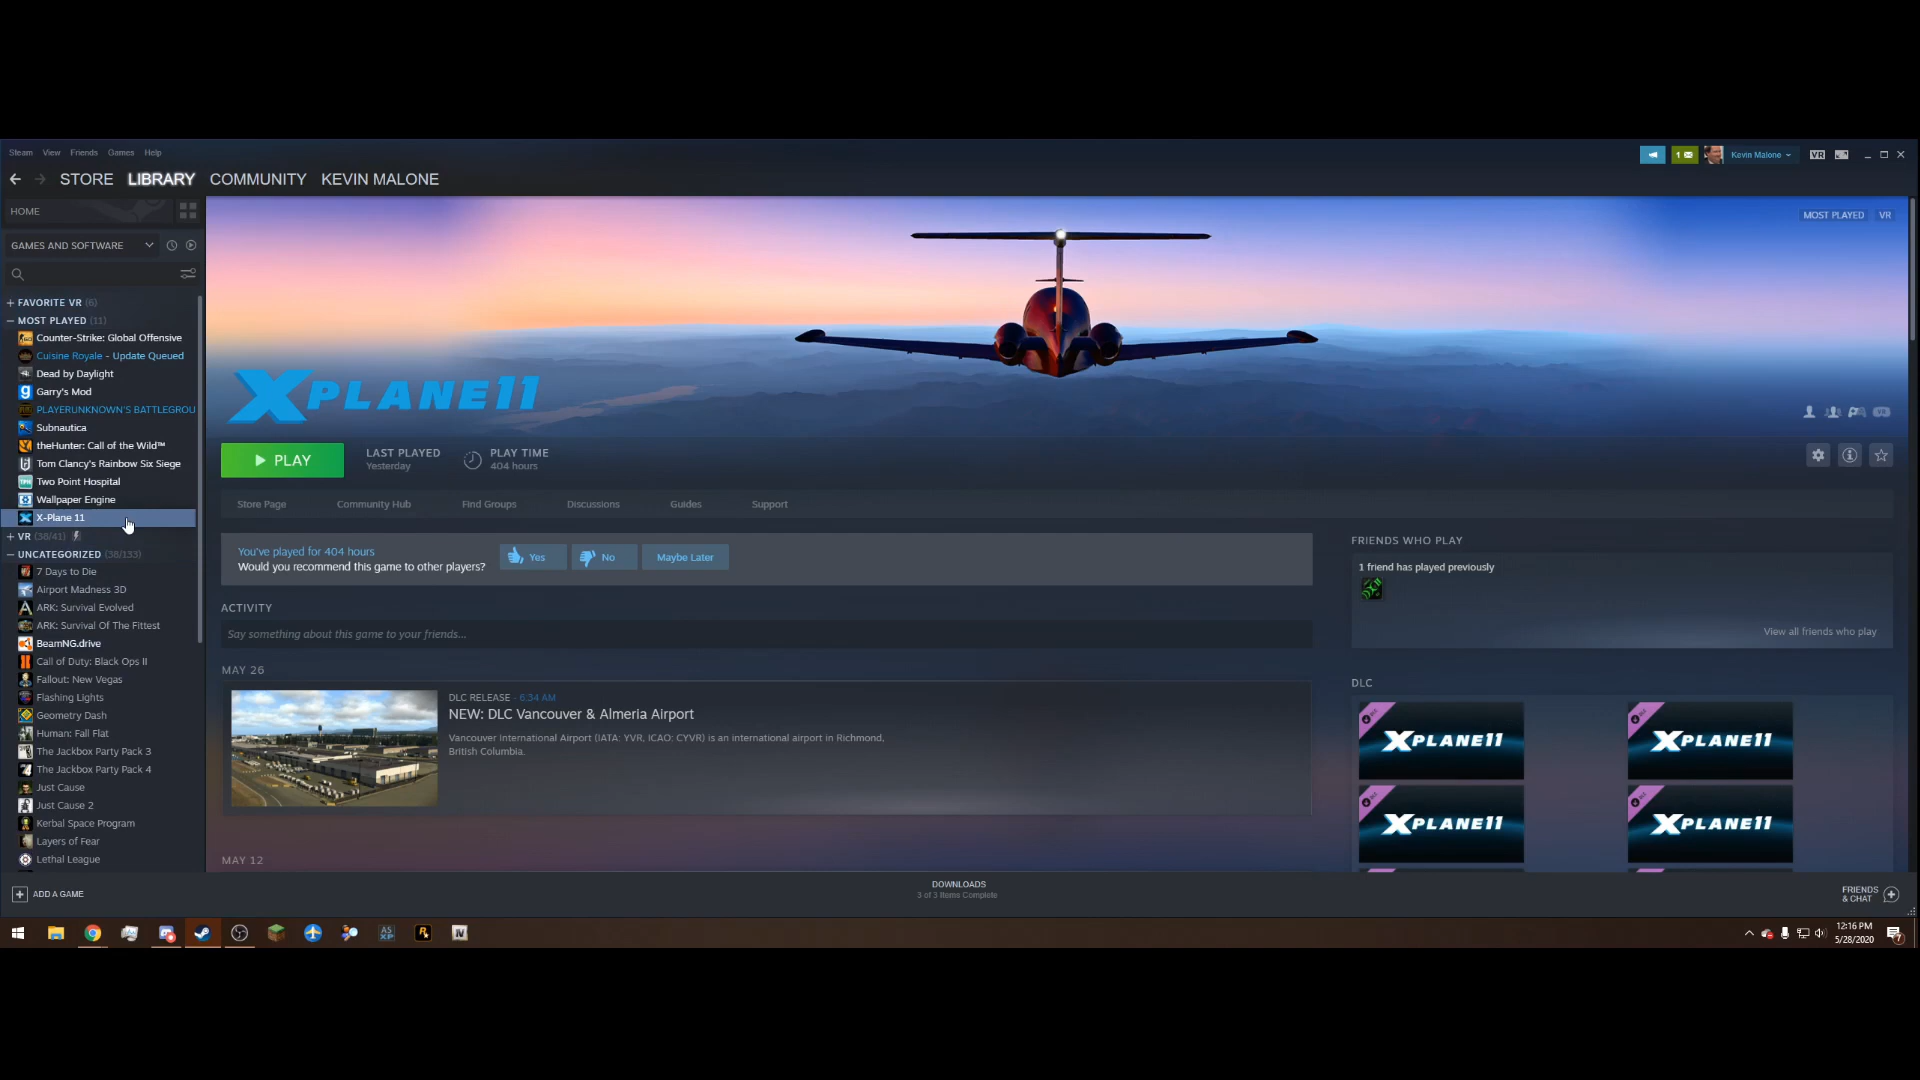 Steam View Friends Games Help
1 Kevin Malone VR
STORE LIBRARY COMMUNITY KEVIN MALONE
HOME
GAMES AND SOFTWARE
FAVORITE VR (6)
MOST PLAYED (11)
Counter-Strike: Global Offensive
Cuisine Royale - Update Queued
Dead by Daylight
Garry's Mod
PLAYERUNKNOWN'S BATTLEGROU
Subnautica
theHunter: Call of the Wild™
Tom Clancy's Rainbow Six Siege
Two Point Hospital
Wallpaper Engine
X-Plane 11
VR (38/41)
UNCATEGORIZED (38/133)
7 Days to Die
Airport Madness 3D
ARK: Survival Evolved
ARK: Survival Of The Fittest
BeamNG.drive
Call of Duty: Black Ops II
Fallout: New Vegas
Flashing Lights
Geometry Dash
Human: Fall Flat
The Jackbox Party Pack 3
The Jackbox Party Pack 4
Just Cause
Just Cause 2
Kerbal Space Program
Layers of Fear
Lethal League
ADD A GAME
MOST PLAYED VR
XPLANE11
PLAY
LAST PLAYED
Yesterday
PLAY TIME
404 hours
Store Page Community Hub Find Groups Discussions Guides Support
You've played for 404 hours
Would you recommend this game to other players?
Yes No Maybe Later
ACTIVITY
Say something about this game to your friends...
MAY 26
DLC RELEASE - 6:34 AM
NEW: DLC Vancouver & Almeria Airport
Vancouver International Airport (IATA: YVR, ICAO: CYVR) is an international airport in Richmond,
British Columbia.
MAY 12
FRIENDS WHO PLAY
1 friend has played previously
View all friends who play
DLC
XPLANE11
XPLANE11
XPLANE11
XPLANE11
DOWNLOADS
3 of 3 Items Complete
FRIENDS
& CHAT
AS
XP
R
IV
12:16 PM
5/28/2020
7